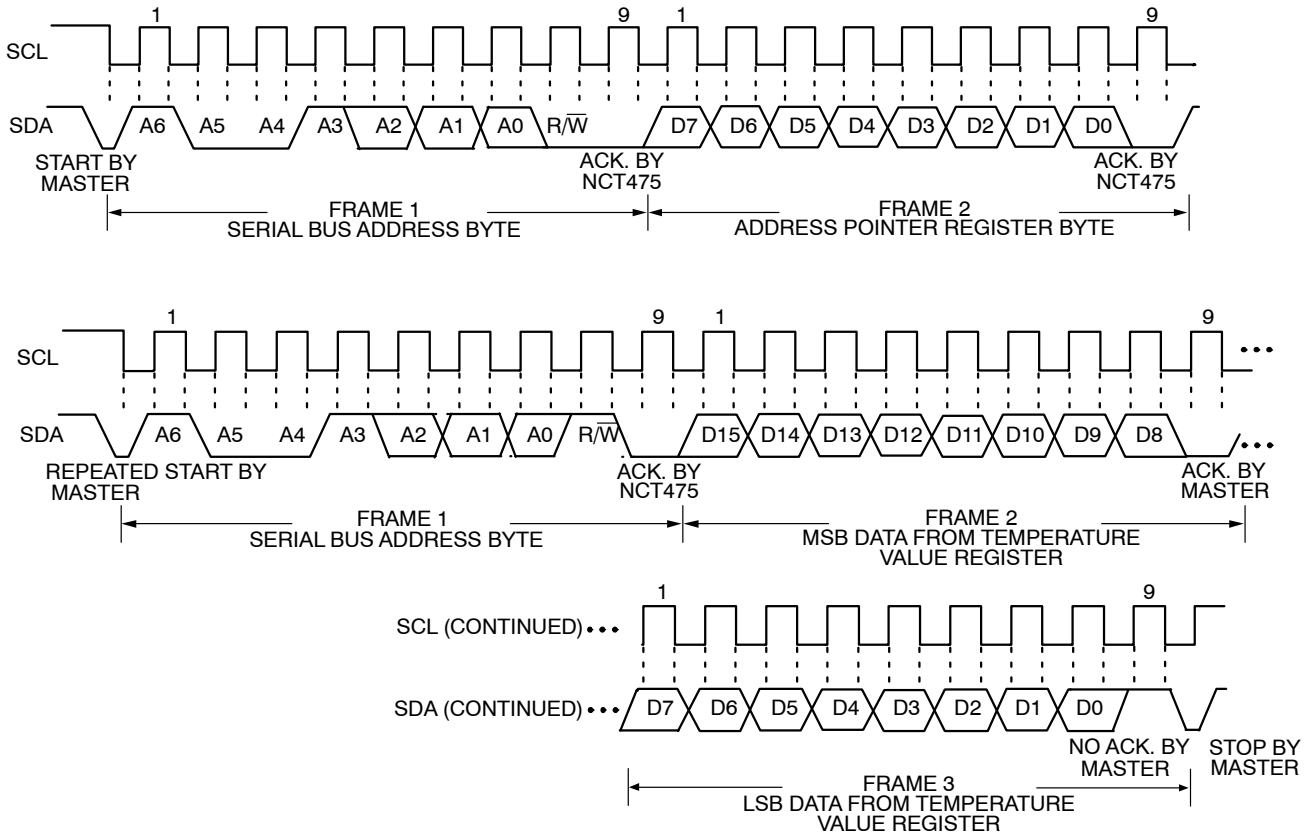 1 9 1 9
SCL
SDA A6 A5 A4 A3 A2 A1 A0 R/W̅ D7 D6 D5 D4 D3 D2 D1 D0
START BY
MASTER
ACK. BY
NCT475
ACK. BY
NCT475
FRAME 1
SERIAL BUS ADDRESS BYTE
FRAME 2
ADDRESS POINTER REGISTER BYTE
1 9 1 9
SCL •••
SDA A6 A5 A4 A3 A2 A1 A0 R/W̅ D15 D14 D13 D12 D11 D10 D9 D8 •••
REPEATED START BY
MASTER
ACK. BY
NCT475
ACK. BY
MASTER
FRAME 1
SERIAL BUS ADDRESS BYTE
FRAME 2
MSB DATA FROM TEMPERATURE
VALUE REGISTER
1 9
SCL (CONTINUED) •••
SDA (CONTINUED) ••• D7 D6 D5 D4 D3 D2 D1 D0
NO ACK. BY
MASTER
STOP BY
MASTER
FRAME 3
LSB DATA FROM TEMPERATURE
VALUE REGISTER